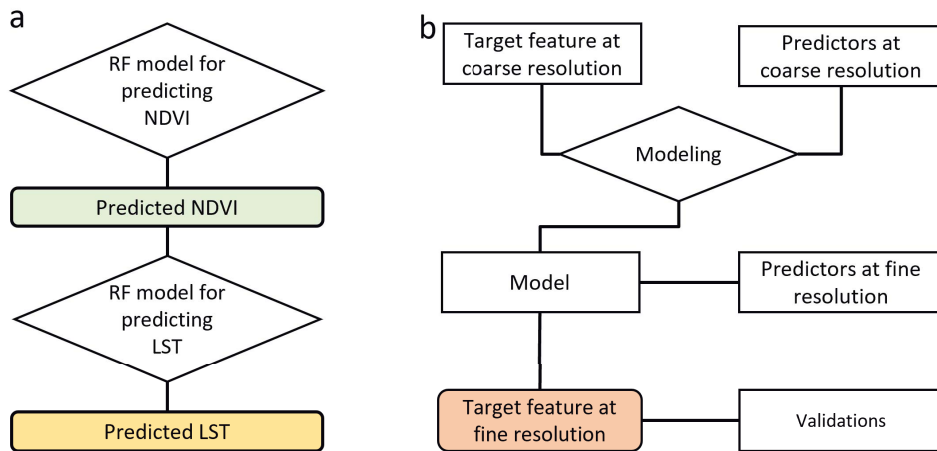 a
RF model for
predicting
NDVI
Predicted NDVI
RF model for
predicting
LST
Predicted LST
b
Target feature at
coarse resolution
Predictors at
coarse resolution
Modeling
Model
Predictors at fine
resolution
Target feature at
fine resolution
Validations